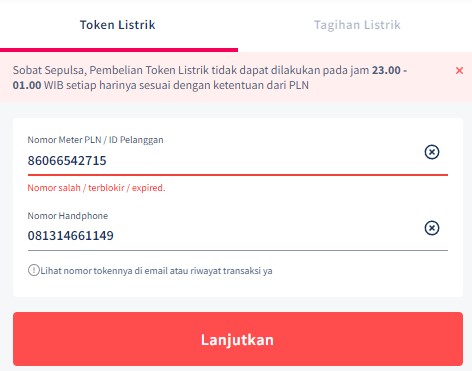 Token Listrik
Tagihan Listrik
Sobat Sepulsa, Pembelian Token Listrik tidak dapat dilakukan pada jam 23.00 -
01.00 WIB setiap harinya sesuai dengan ketentuan dari PLN
Nomor Meter PLN / ID Pelanggan
86066542715
Nomor salah / terblokir / expired.
Nomor Handphone
081314661149
Lihat nomor tokennya di email atau riwayat transaksi ya
Lanjutkan